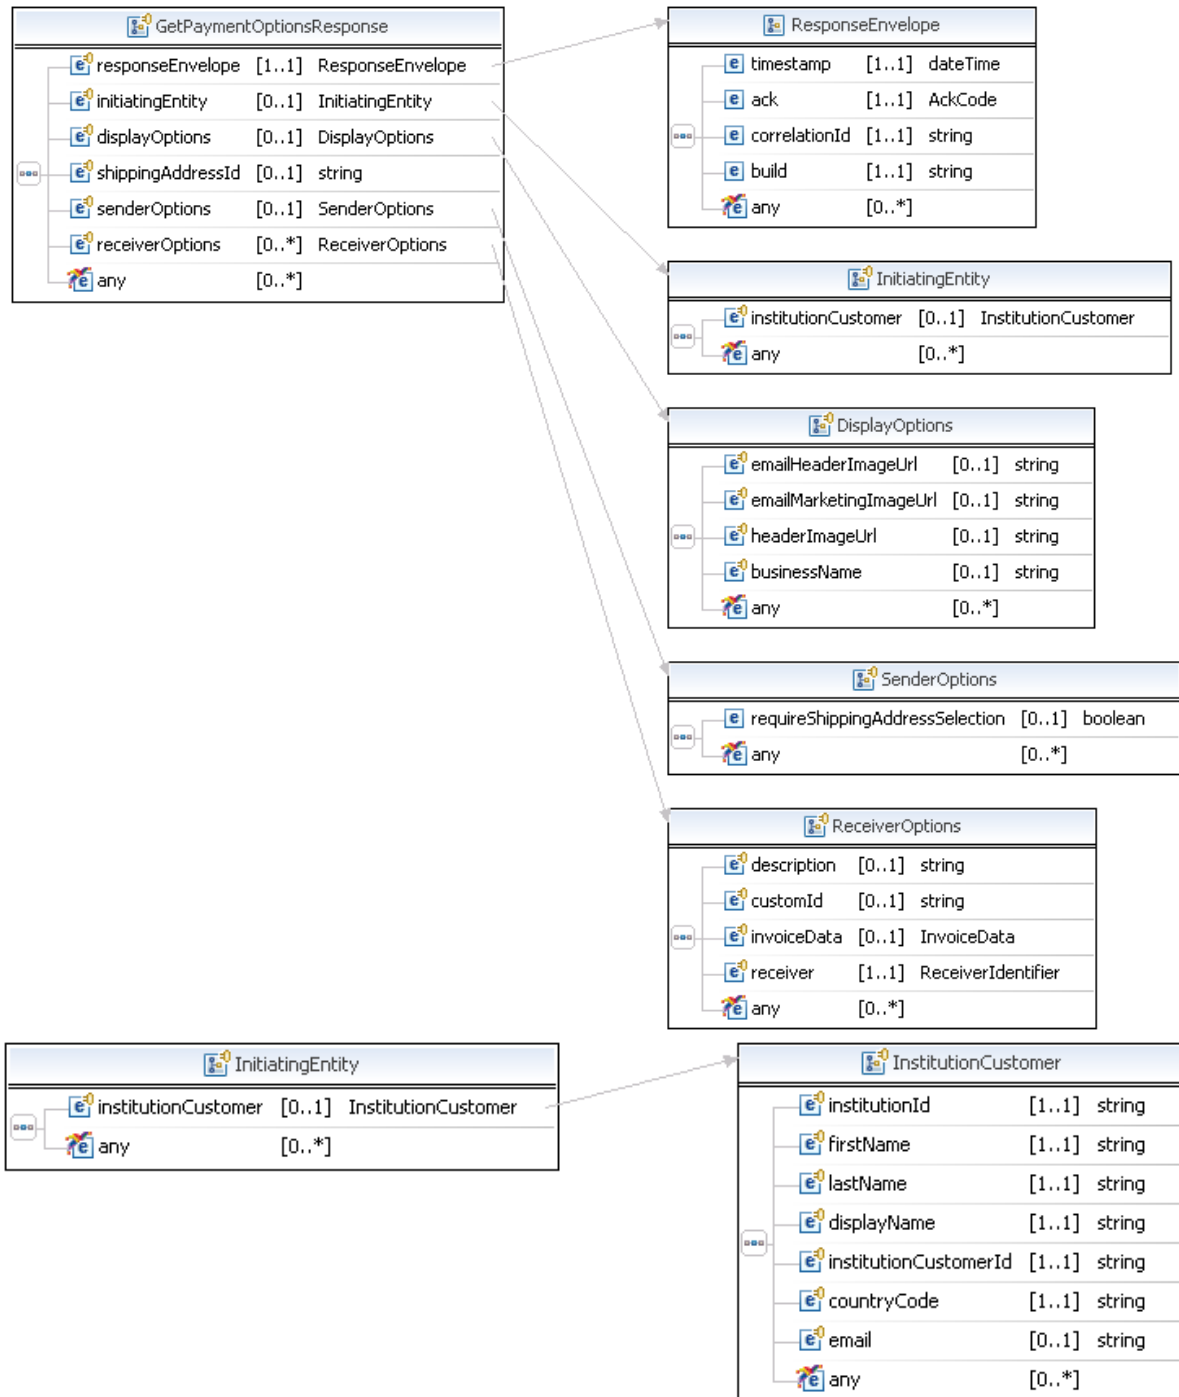 GetPaymentOptionsResponse
responseEnvelope [1..1] ResponseEnvelope
initiatingEntity [0..1] InitiatingEntity
displayOptions [0..1] DisplayOptions
shippingAddressId [0..1] string
senderOptions [0..1] SenderOptions
receiverOptions [0..*] ReceiverOptions
any [0..*]
ResponseEnvelope
timestamp [1..1] dateTime
ack [1..1] AckCode
correlationId [1..1] string
build [1..1] string
any [0..*]
InitiatingEntity
institutionCustomer [0..1] InstitutionCustomer
any [0..*]
DisplayOptions
emailHeaderImageUrl [0..1] string
emailMarketingImageUrl [0..1] string
headerImageUrl [0..1] string
businessName [0..1] string
any [0..*]
SenderOptions
requireShippingAddressSelection [0..1] boolean
any [0..*]
ReceiverOptions
description [0..1] string
customId [0..1] string
invoiceData [0..1] InvoiceData
receiver [1..1] ReceiverIdentifier
any [0..*]
InitiatingEntity
institutionCustomer [0..1] InstitutionCustomer
any [0..*]
InstitutionCustomer
institutionId [1..1] string
firstName [1..1] string
lastName [1..1] string
displayName [1..1] string
institutionCustomerId [1..1] string
countryCode [1..1] string
email [0..1] string
any [0..*]